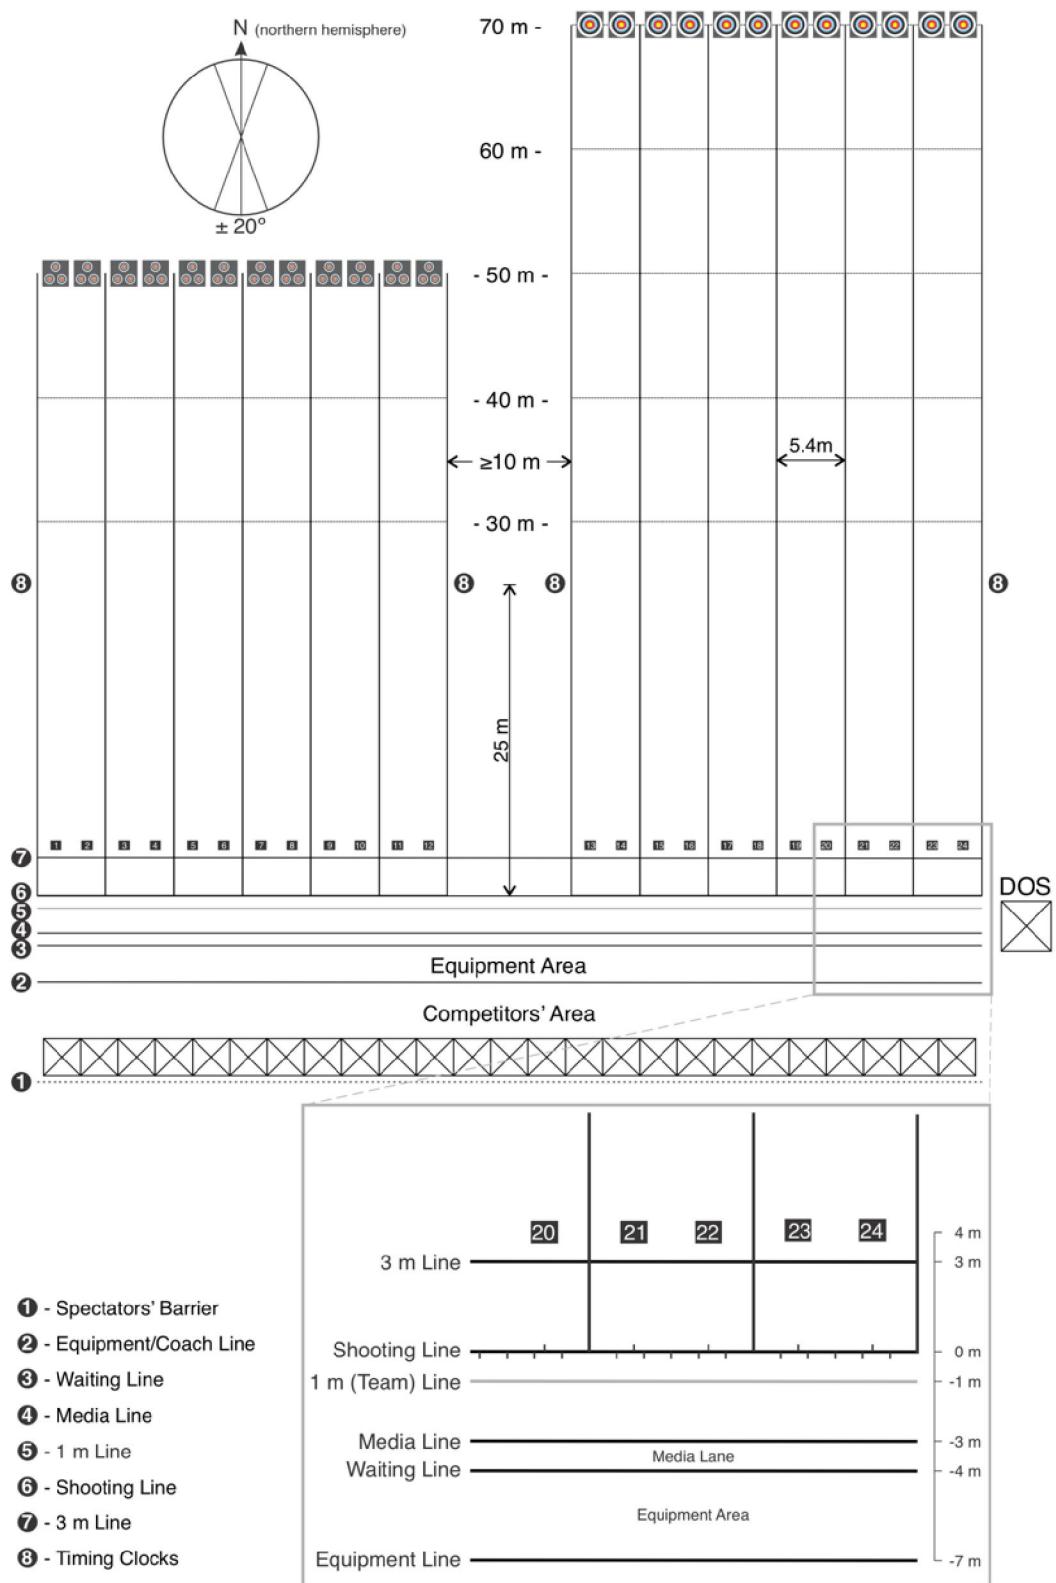 N (northern hemisphere)
± 20°
70 m -
60 m -
- 50 m -
- 40 m -
≥10 m
5.4m
- 30 m -
8 8 8 8
25 m
1 2 3 4 5 6 7 8 9 10 11 12 13 14 15 16 17 18 19 20 21 22 23 24
7
6
5
4
3
2
DOS
Equipment Area
Competitors' Area
1
20 21 22 23 24
4 m
3 m Line
3 m
Shooting Line
0 m
1 m (Team) Line
-1 m
Media Line
-3 m
Media Lane
Waiting Line
-4 m
Equipment Area
Equipment Line
-7 m
1 - Spectators' Barrier
2 - Equipment/Coach Line
3 - Waiting Line
4 - Media Line
5 - 1 m Line
6 - Shooting Line
7 - 3 m Line
8 - Timing Clocks